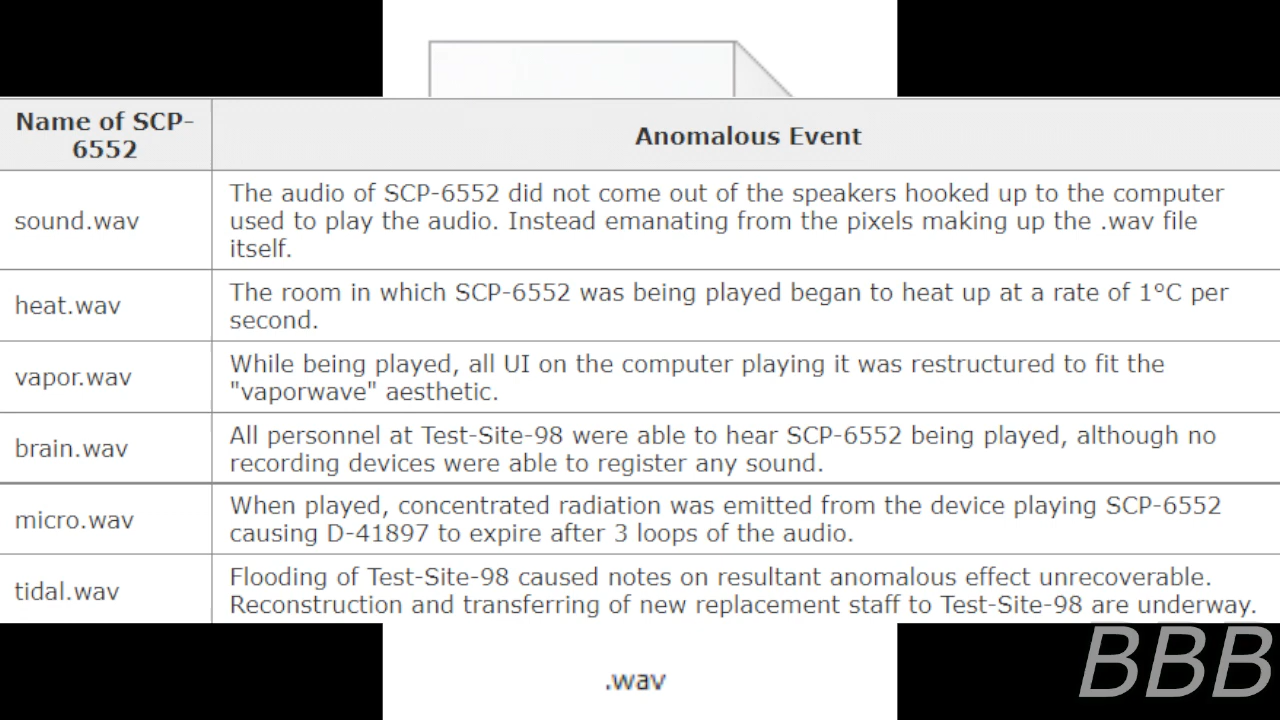 Name of SCP-
6552
Anomalous Event
sound.wav
The audio of SCP-6552 did not come out of the speakers hooked up to the computer
used to play the audio. Instead emanating from the pixels making up the .wav file
itself.
heat.wav
The room in which SCP-6552 was being played began to heat up at a rate of 1°C per
second.
vapor.wav
While being played, all UI on the computer playing it was restructured to fit the
"vaporwave" aesthetic.
brain.wav
All personnel at Test-Site-98 were able to hear SCP-6552 being played, although no
recording devices were able to register any sound.
micro.wav
When played, concentrated radiation was emitted from the device playing SCP-6552
causing D-41897 to expire after 3 loops of the audio.
tidal.wav
Flooding of Test-Site-98 caused notes on resultant anomalous effect unrecoverable.
Reconstruction and transferring of new replacement staff to Test-Site-98 are underway.
.wav
BBB